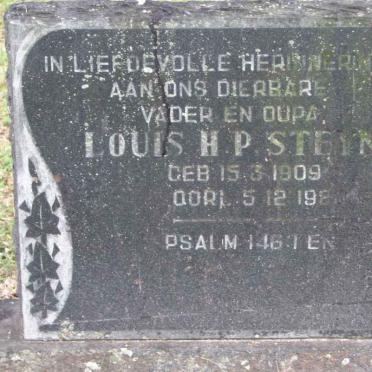 IN LIEFDEVOLLE HERINNERING
AAN ONS DIERBARE
VADER EN OUPA
LOUIS H.P. STEYN
GEB 15.3.1909
OORL. 5.12.19
PSALM 146:1 EN